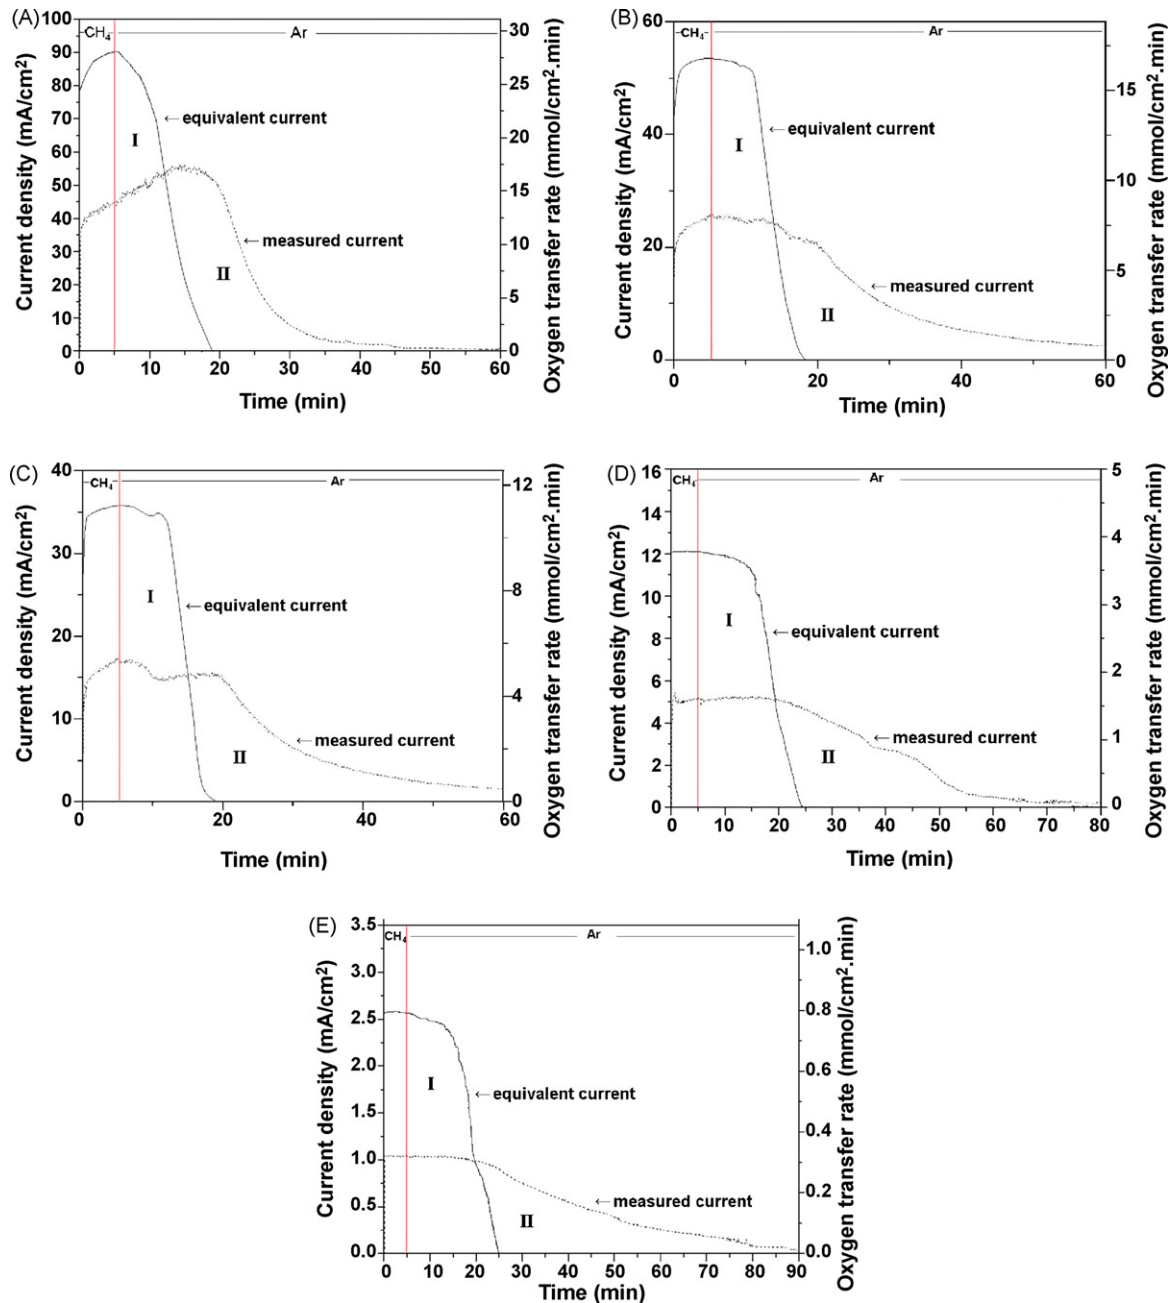 (A)
Current density (mA/cm²)
100
90
80
70
60
50
40
30
20
10
0
CH₄
Ar
I
← equivalent current
← measured current
II
0 10 20 30 40 50 60
Time (min)
30
25
20
15
10
5
0
Oxygen transfer rate (mmol/cm².min)
(B)
Current density (mA/cm²)
60
40
20
0
CH₄
Ar
I
← equivalent current
← measured current
II
0 20 40 60
Time (min)
15
10
5
0
Oxygen transfer rate (mmol/cm².min)
(C)
Current density (mA/cm²)
40
30
20
10
0
CH₄
Ar
I
← equivalent current
← measured current
II
0 10 20 30 40 50 60
Time (min)
12
8
4
0
Oxygen transfer rate (mmol/cm².min)
(D)
Current density (mA/cm²)
16
14
12
10
8
6
4
2
0
CH₄
Ar
I
← equivalent current
← measured current
II
0 10 20 30 40 50 60 70 80
Time (min)
5
4
3
2
1
0
Oxygen transfer rate (mmol/cm².min)
(E)
Current density (mA/cm²)
3.5
3.0
2.5
2.0
1.5
1.0
0.5
0.0
CH₄
Ar
I
← equivalent current
← measured current
II
0 10 20 30 40 50 60 70 80 90
Time (min)
1.0
0.8
0.6
0.4
0.2
0.0
Oxygen transfer rate (mmol/cm².min)